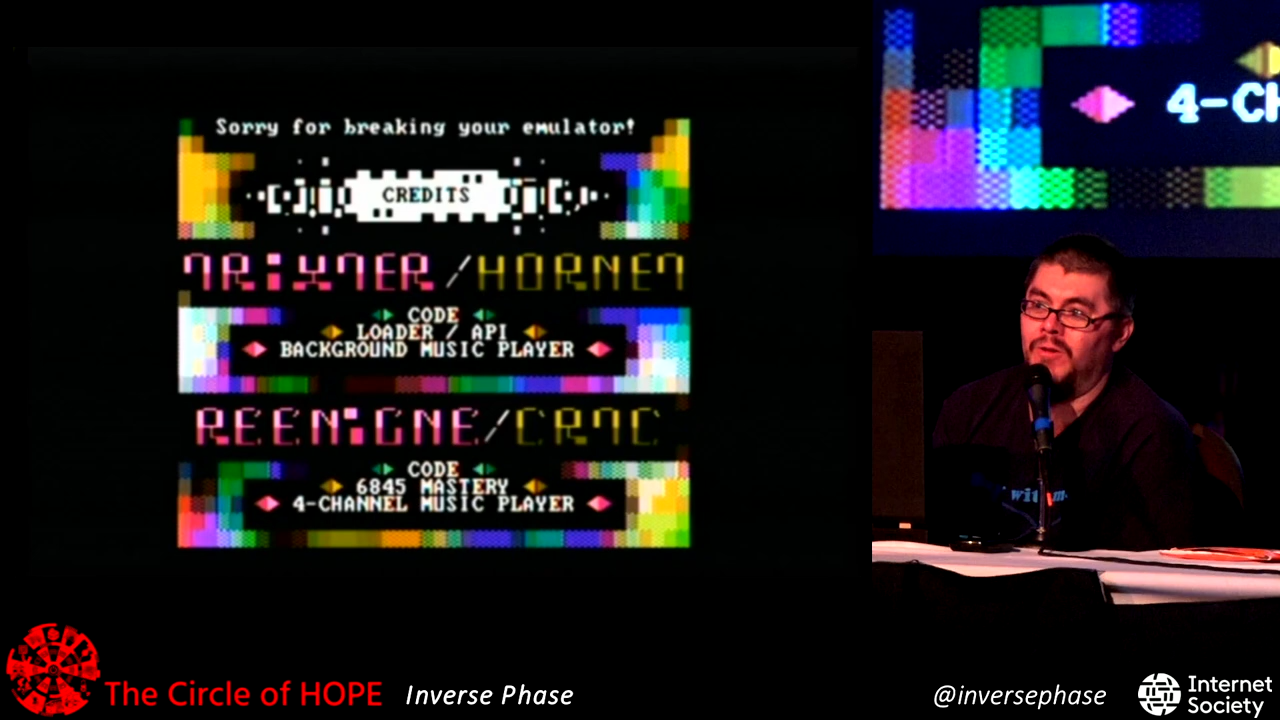 Sorry for breaking your emulator!
CREDITS
TRiXTER/HORNET
CODE
LOADER / API
BACKGROUND MUSIC PLAYER
REENiGNE/CRTC
CODE
6845 MASTERY
4-CHANNEL MUSIC PLAYER
4-CH
The Circle of HOPE
Inverse Phase
@inversephase
Internet
Society